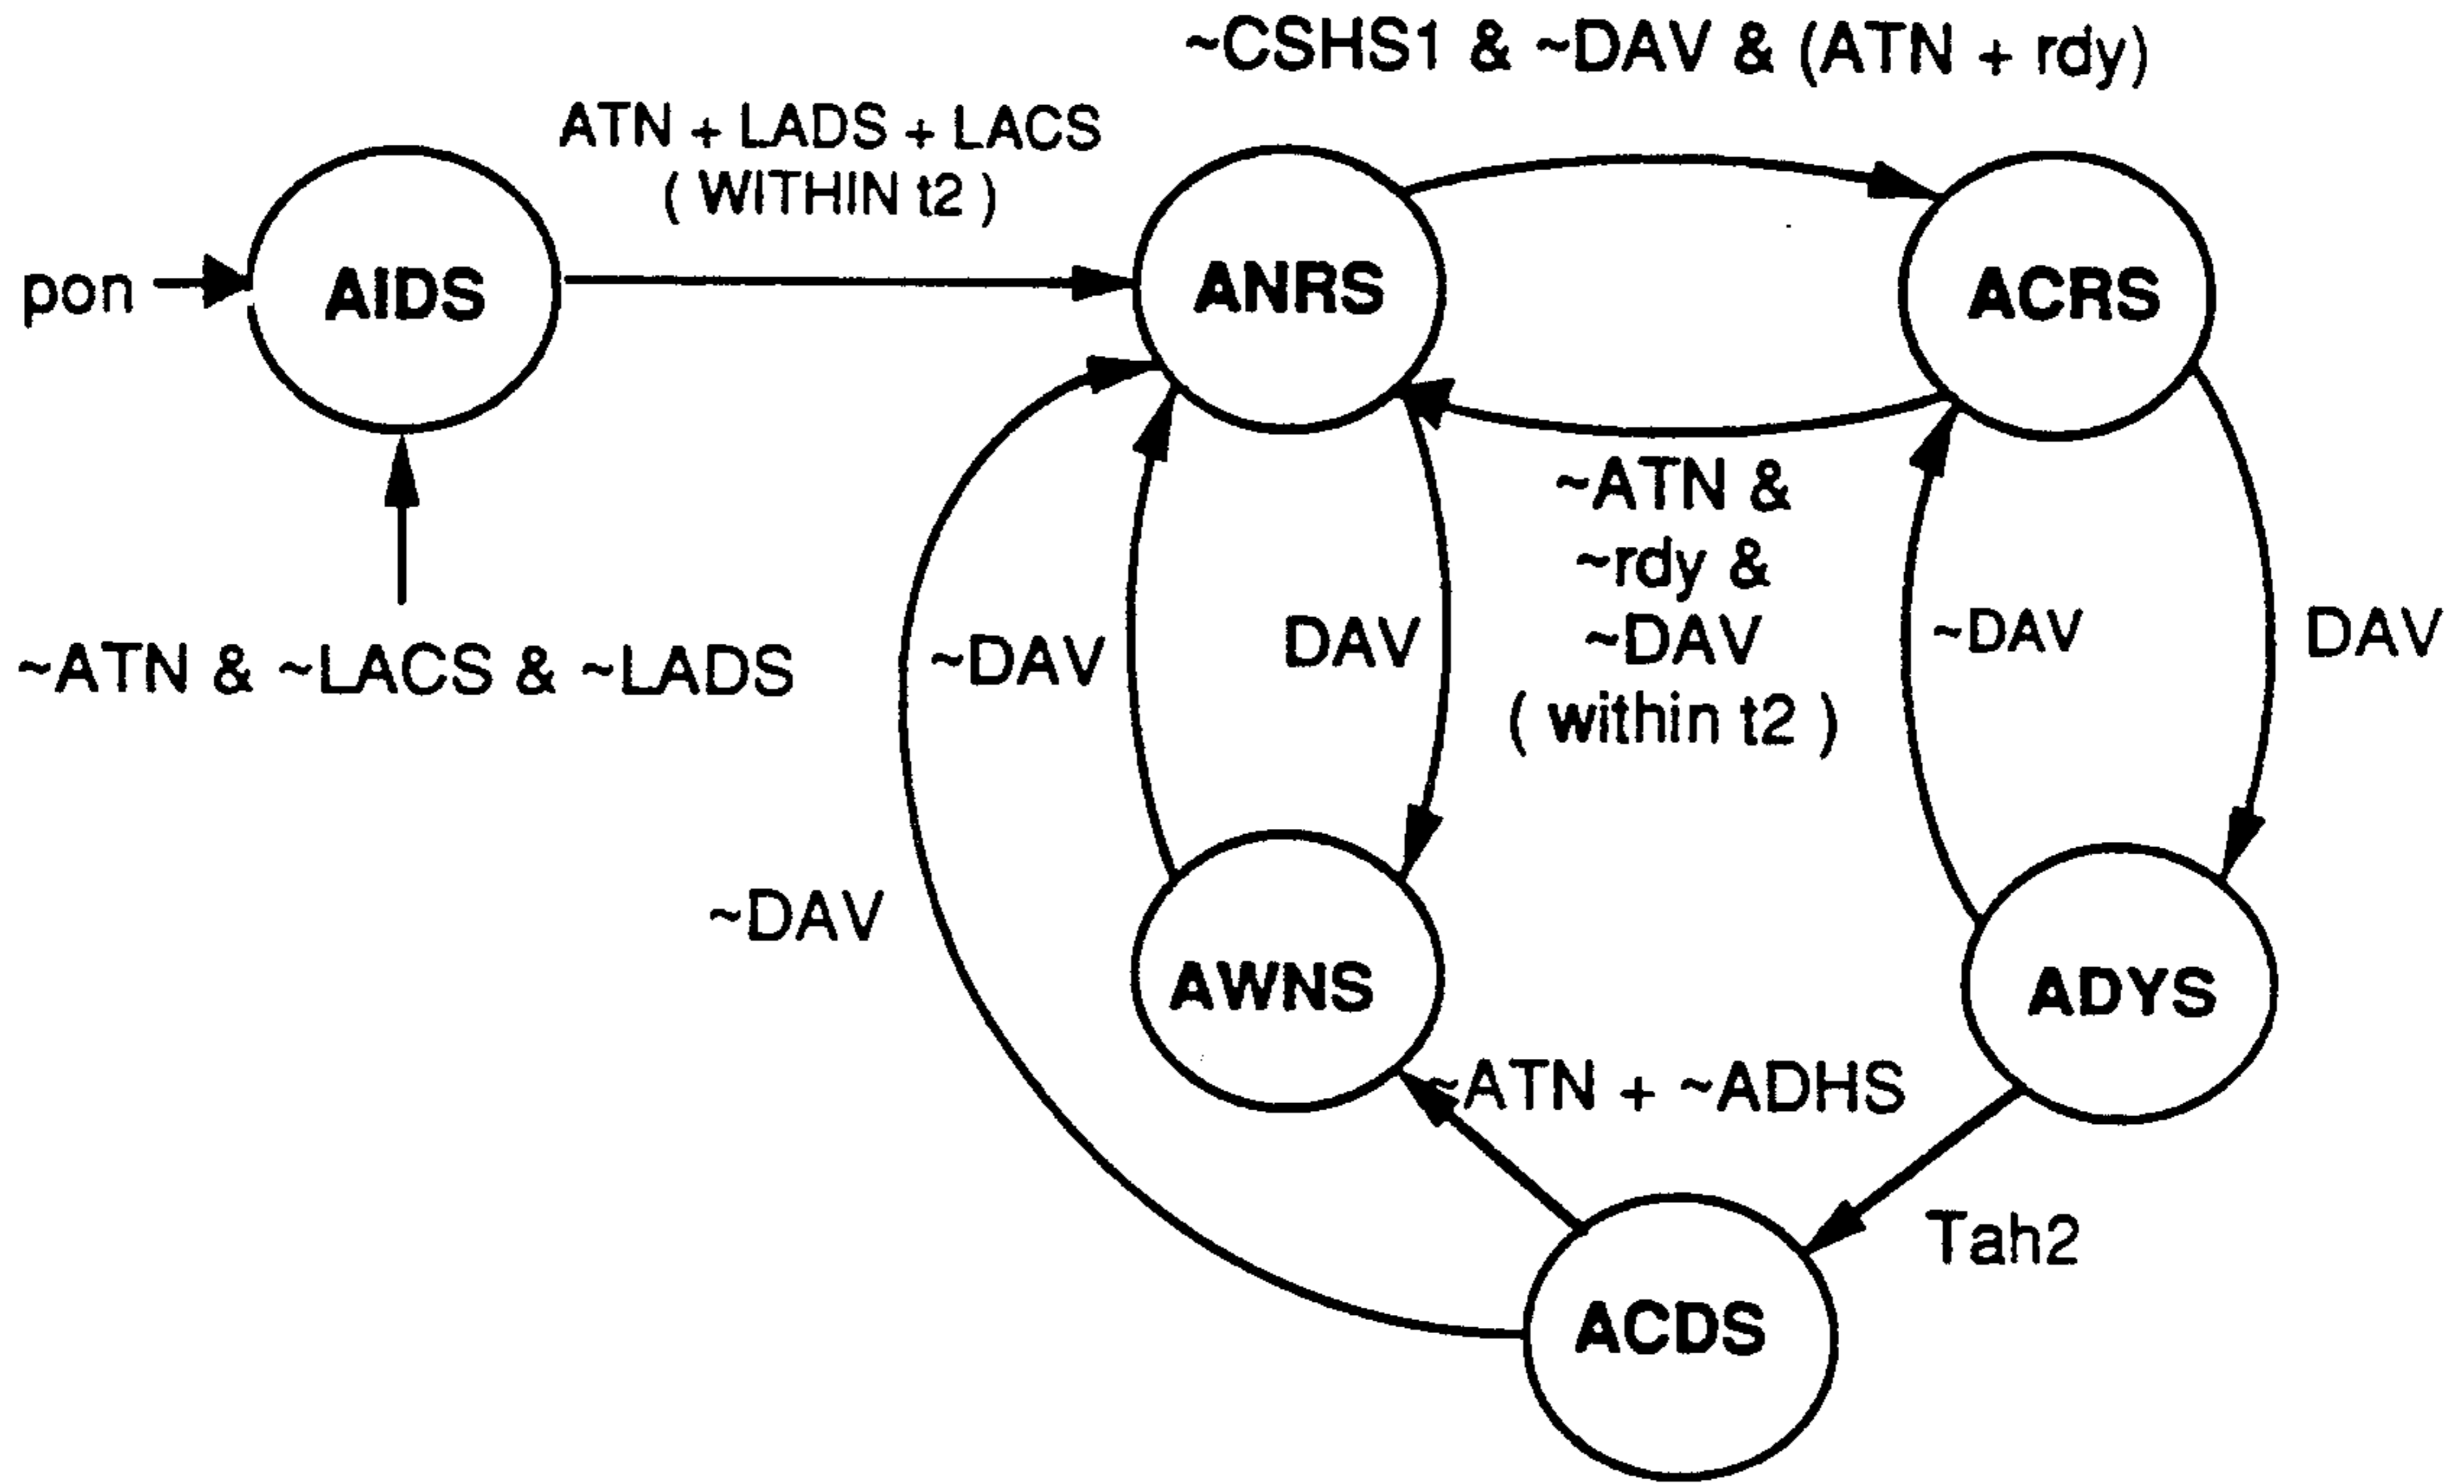 ~CSHS1 & ~DAV & (ATN + rdy)
ATN + LADS + LACS
( WITHIN t2 )
pon
AIDS
ANRS
ACRS
~ATN &
~rdy &
~DAV
( within t2 )
~ATN & ~LACS & ~LADS
~DAV
DAV
~DAV
DAV
~DAV
AWNS
ADYS
~ATN + ~ADHS
Tah2
ACDS